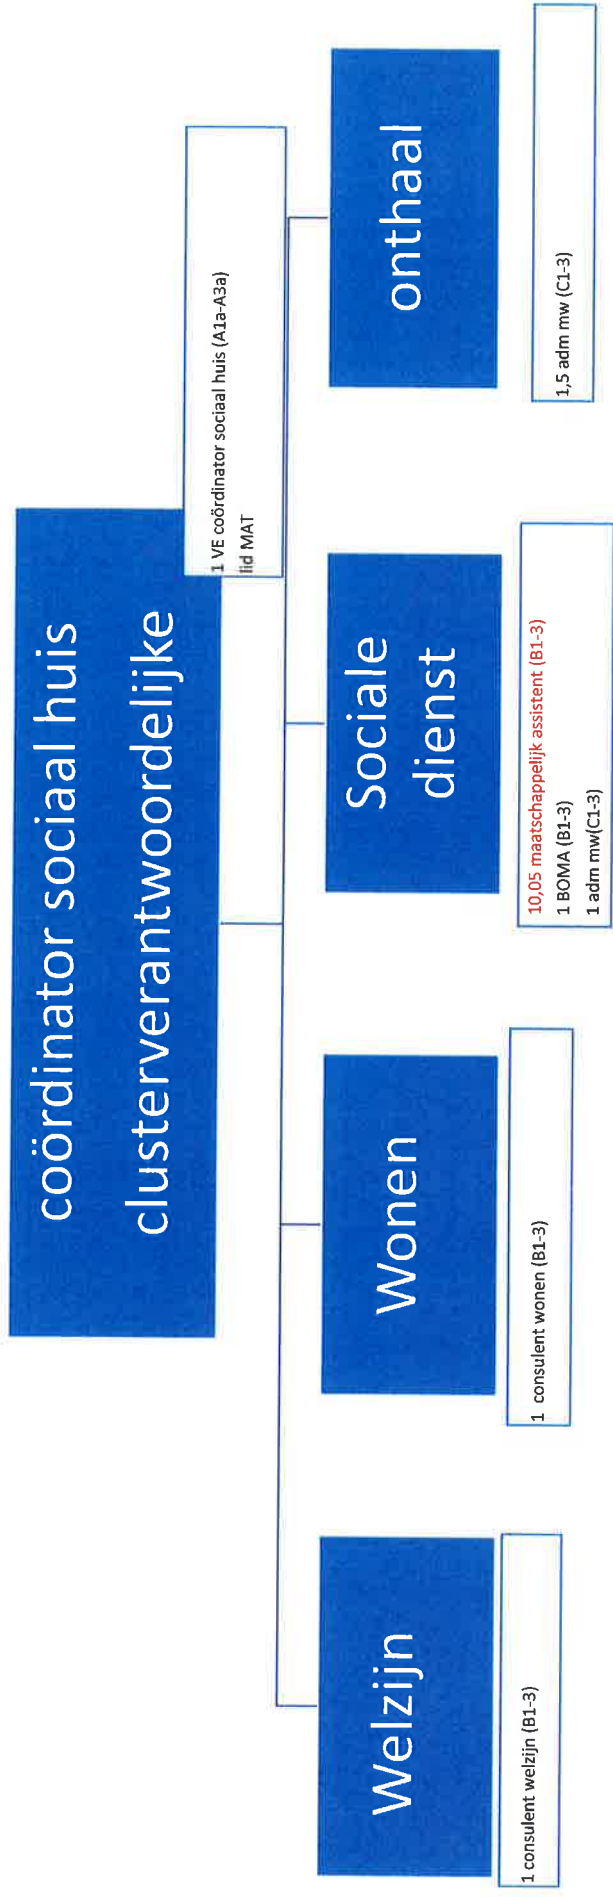 coördinator sociaal huis
clusterverantwoordelijke
1 VE coördinator sociaal huis (A1a-A3a)
lid MAT
Welzijn
1 consulent welzijn (B1-3)
Wonen
1 consulent wonen (B1-3)
Sociale
dienst
10,05 maatschappelijk assistent (B1-3)
1 BOMA (B1-3)
1 adm mw(C1-3)
onthaal
1,5 adm mw (C1-3)